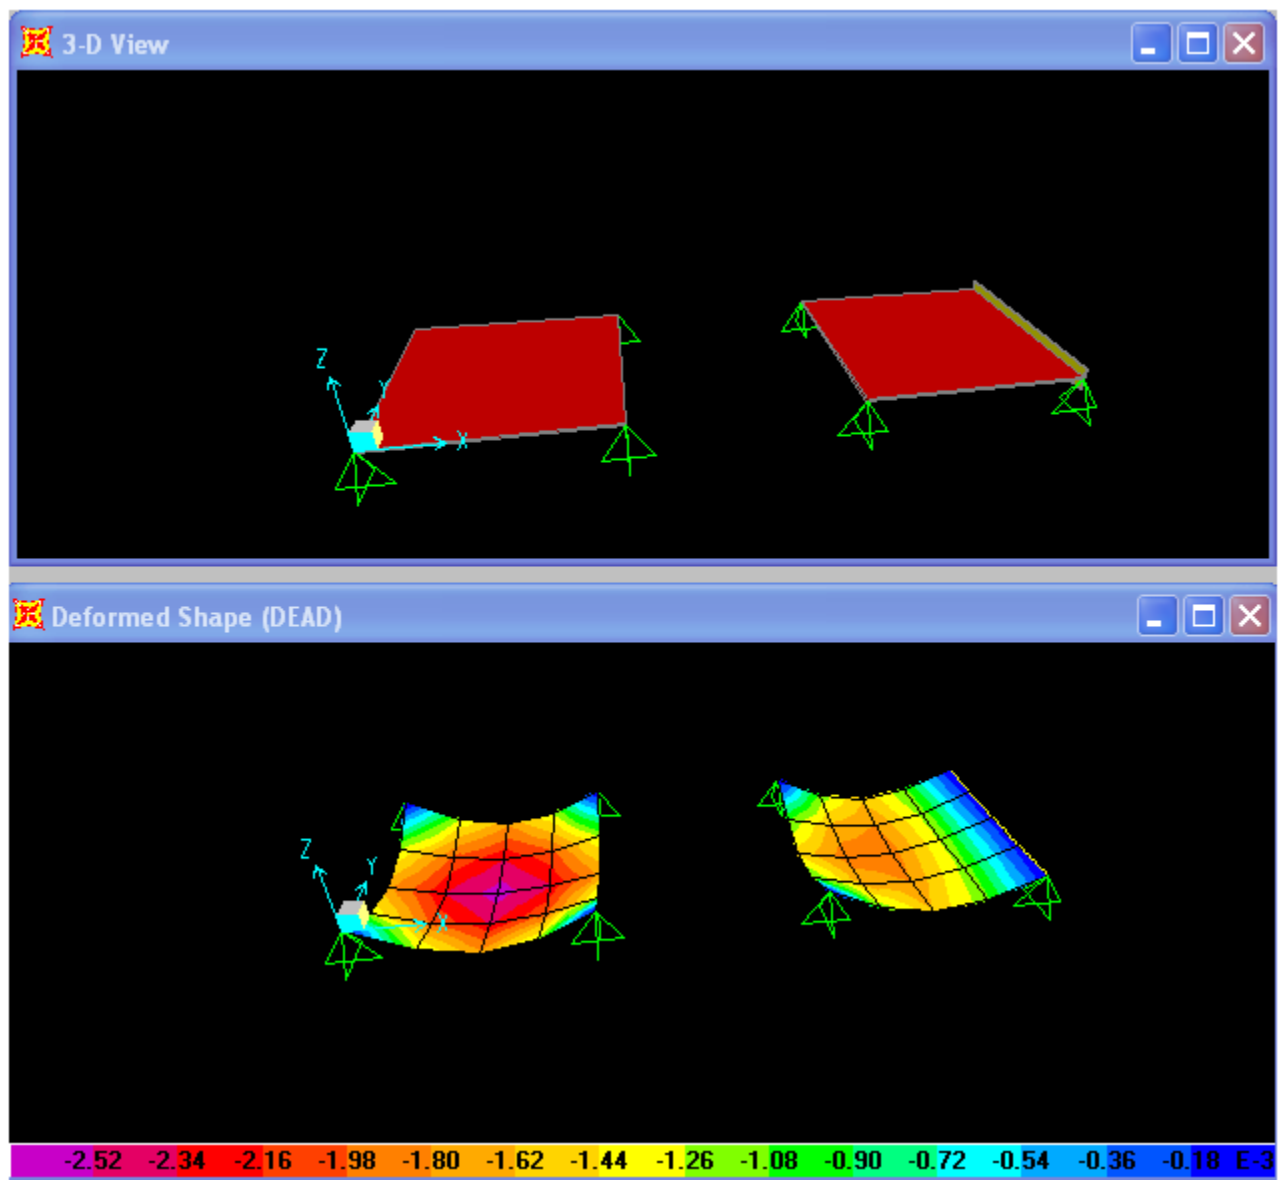 3-D View
Z
Y
X
Deformed Shape (DEAD)
Z
Y
X
-2.52 -2.34 -2.16 -1.98 -1.80 -1.62 -1.44 -1.26 -1.08 -0.90 -0.72 -0.54 -0.36 -0.18 E-3